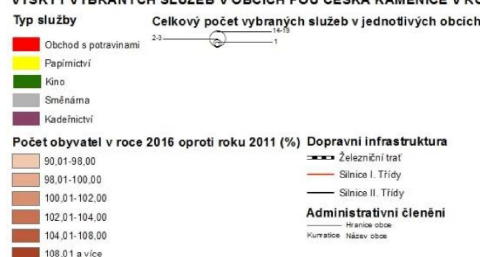 VÝSKYT VYBRANÝCH SLUŽEB V OBCÍCH POÚ ČESKÁ KAMENICE V
Typ služby
Celkový počet vybraných služeb v jednotlivých obcích
Obchod s potravinami
Papírnictví
Kino
Směnárna
Kadeřnictví
2-3
14-19
1
Počet obyvatel v roce 2016 oproti roku 2011 (%)
90,01-98,00
98,01-100,00
100,01-102,00
102,01-104,00
104,01-108,00
108,01 a více
Dopravní infrastruktura
Železniční trať
Silnice I. Třídy
Silnice II. Třídy
Administrativní členění
Hranice obce
Kunratice Název obce